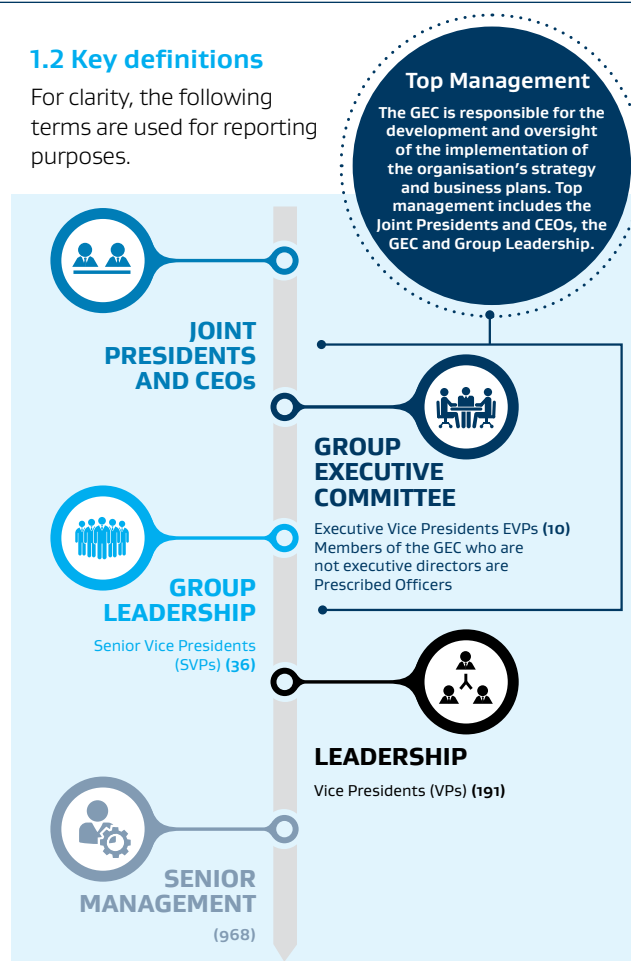 1.2 Key definitions
For clarity, the following
terms are used for reporting
purposes.
Top Management
The GEC is responsible for the
development and oversight
of the implementation of
the organisation's strategy
and business plans. Top
management includes the
Joint Presidents and CEOs, the
GEC and Group Leadership.
JOINT
PRESIDENTS
AND CEOs
GROUP
EXECUTIVE
COMMITTEE
Executive Vice Presidents EVPs (10)
Members of the GEC who are
not executive directors are
Prescribed Officers
GROUP
LEADERSHIP
Senior Vice Presidents
(SVPs) (36)
LEADERSHIP
Vice Presidents (VPs) (191)
SENIOR
MANAGEMENT
(968)